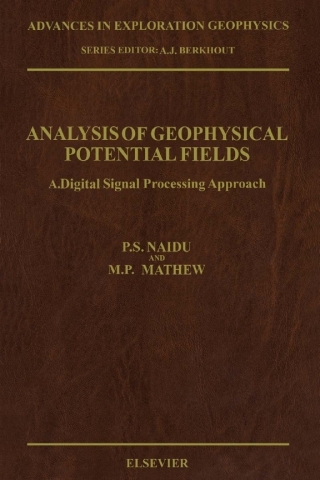 ADVANCES IN EXPLORATION GEOPHYSICS
SERIES EDITOR: A.J. BERKHOUT
ANALYSIS OF GEOPHYSICAL
POTENTIAL FIELDS
A.Digital Signal Processing Approach
P.S. NAIDU
AND
M.P. MATHEW
ELSEVIER